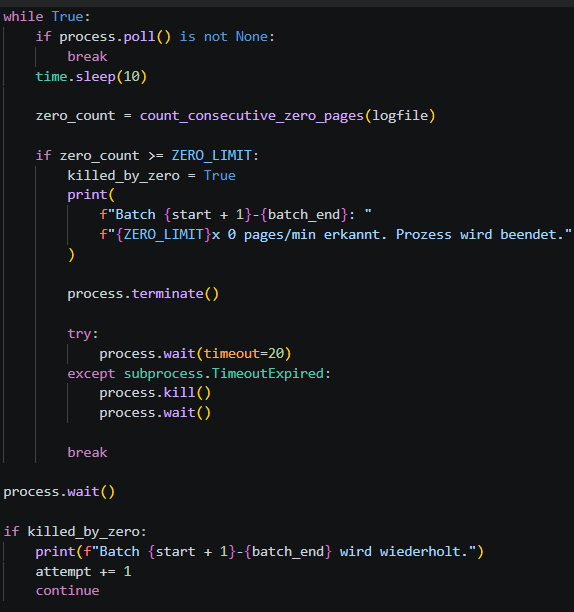 while True:
    if process.poll() is not None:
        break
    time.sleep(10)

    zero_count = count_consecutive_zero_pages(logfile)

    if zero_count >= ZERO_LIMIT:
        killed_by_zero = True
        print(
            f"Batch {start + 1}-{batch_end}: "
            f"{ZERO_LIMIT}x 0 pages/min erkannt. Prozess wird beendet."
        )

        process.terminate()

        try:
            process.wait(timeout=20)
        except subprocess.TimeoutExpired:
            process.kill()
            process.wait()

        break

process.wait()

if killed_by_zero:
    print(f"Batch {start + 1}-{batch_end} wird wiederholt.")
    attempt += 1
    continue